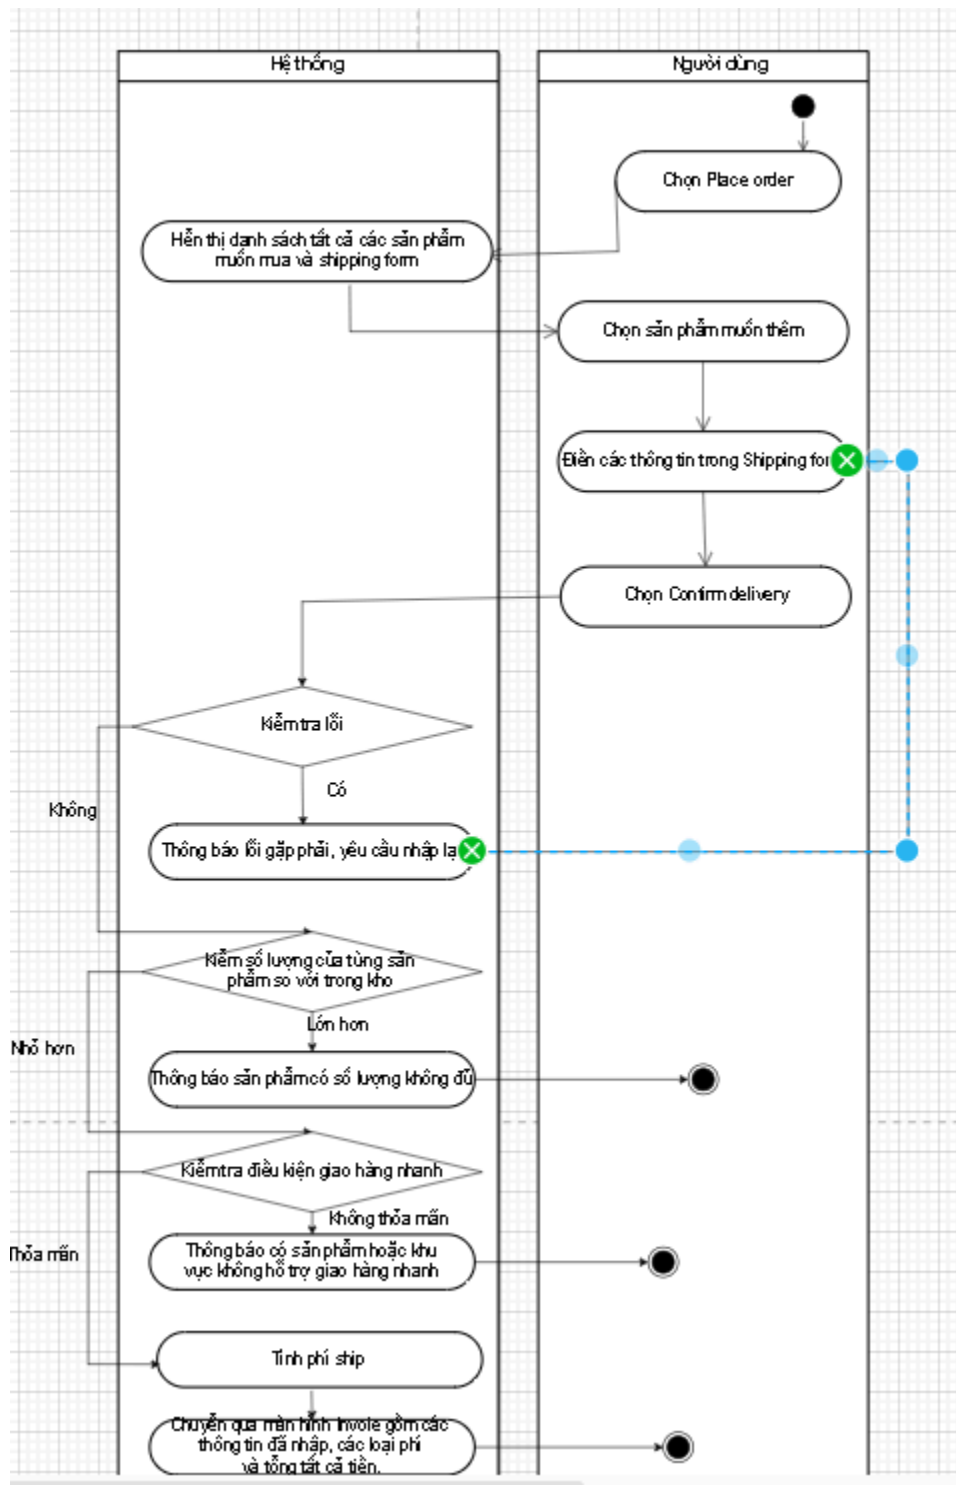 Hệ thống
Người dùng
Chọn Place order
Hển thị danh sách tất cả các sản phẩm
muốn mua và shipping form
Chọn sản phẩm muốn thêm
Điền các thông tin trong Shipping for
Chọn Confirm delivery
Kiểm tra lỗi
Có
Không
Thông báo lỗi gặp phải, yêu cầu nhập lạ
Kiểm số lượng của từng sản
phẩm so với trong kho
Lớn hơn
Nhỏ hơn
Thông báo sản phẩm có số lượng không đủ
Kiểm tra điều kiện giao hàng nhanh
Không thỏa mãn
Thỏa mãn
Thông báo có sản phẩm hoặc khu
vực không hỗ trợ giao hàng nhanh
Tính phí ship
Chuyển qua màn hình Invoie gồm các
thông tin đã nhập, các loại phí
và tổng tất cả tiền.